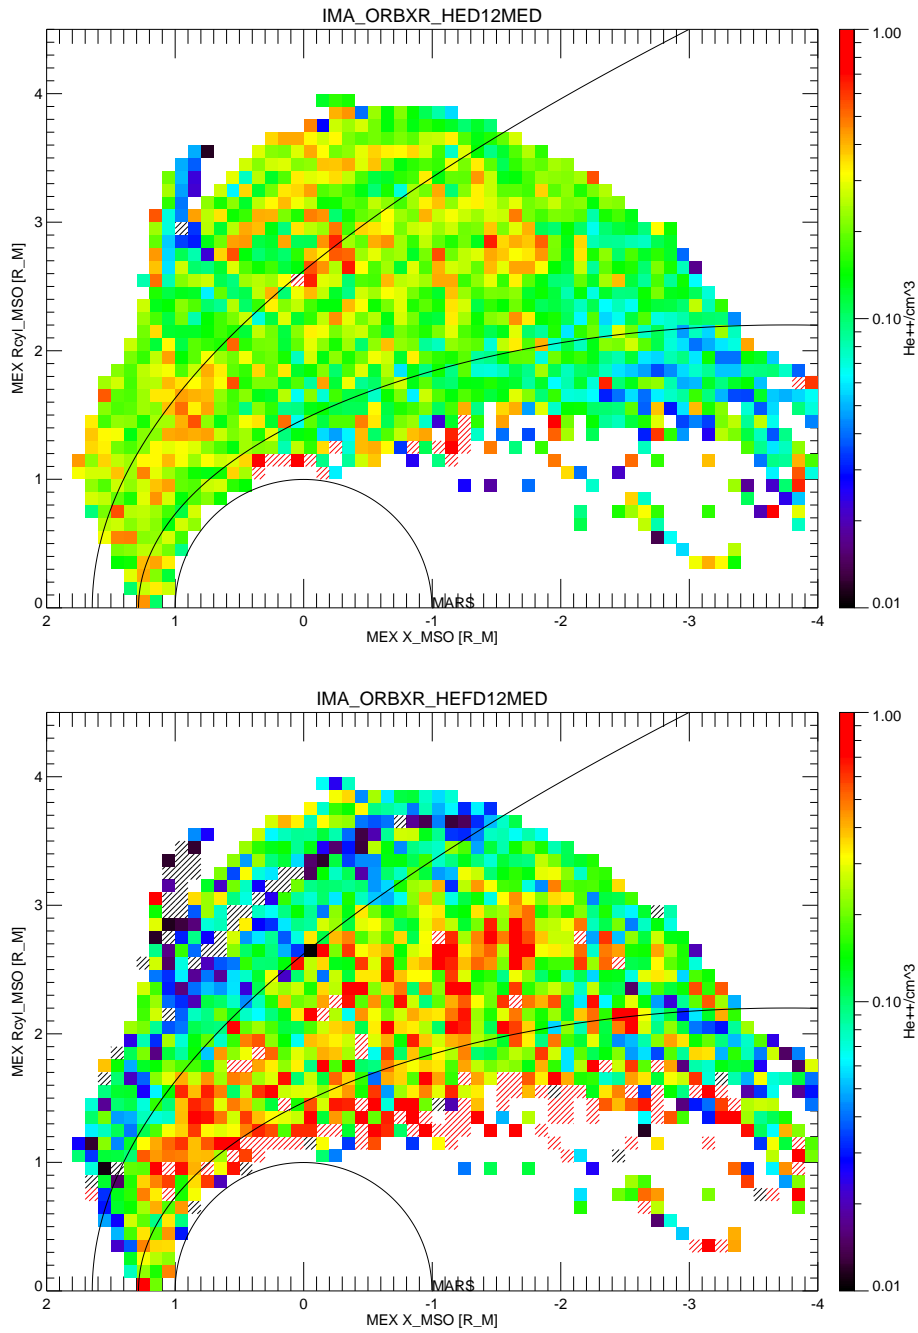 IMA_ORBXR_HED12MED
1.00
4
3
MEX Rcyl_MSO [R_M]
He++/cm^3
0.10
2
1
0
MARS
0.01
2 1 0 -1 -2 -3 -4
MEX X_MSO [R_M]
IMA_ORBXR_HEFD12MED
1.00
4
3
MEX Rcyl_MSO [R_M]
He++/cm^3
0.10
2
1
0
MARS
0.01
2 1 0 -1 -2 -3 -4
MEX X_MSO [R_M]